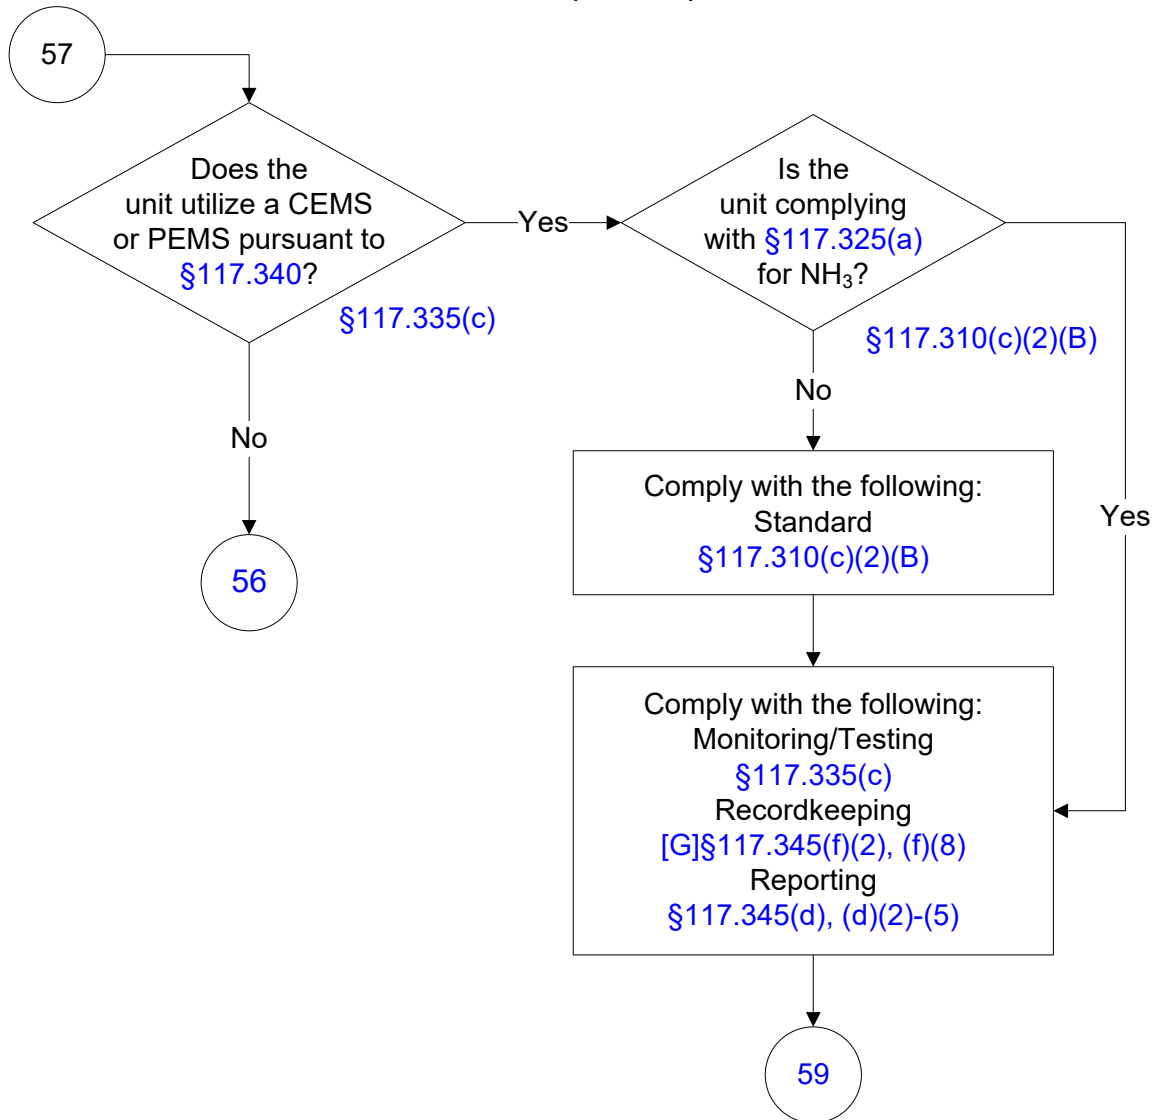 57
Does the
unit utilize a CEMS
or PEMS pursuant to
§117.340?
§117.335(c)
Yes
No
56
Is the
unit complying
with §117.325(a)
for NH₃?
§117.310(c)(2)(B)
No
Yes
Comply with the following:
Standard
§117.310(c)(2)(B)
Comply with the following:
Monitoring/Testing
§117.335(c)
Recordkeeping
[G]§117.345(f)(2), (f)(8)
Reporting
§117.345(d), (d)(2)-(5)
59